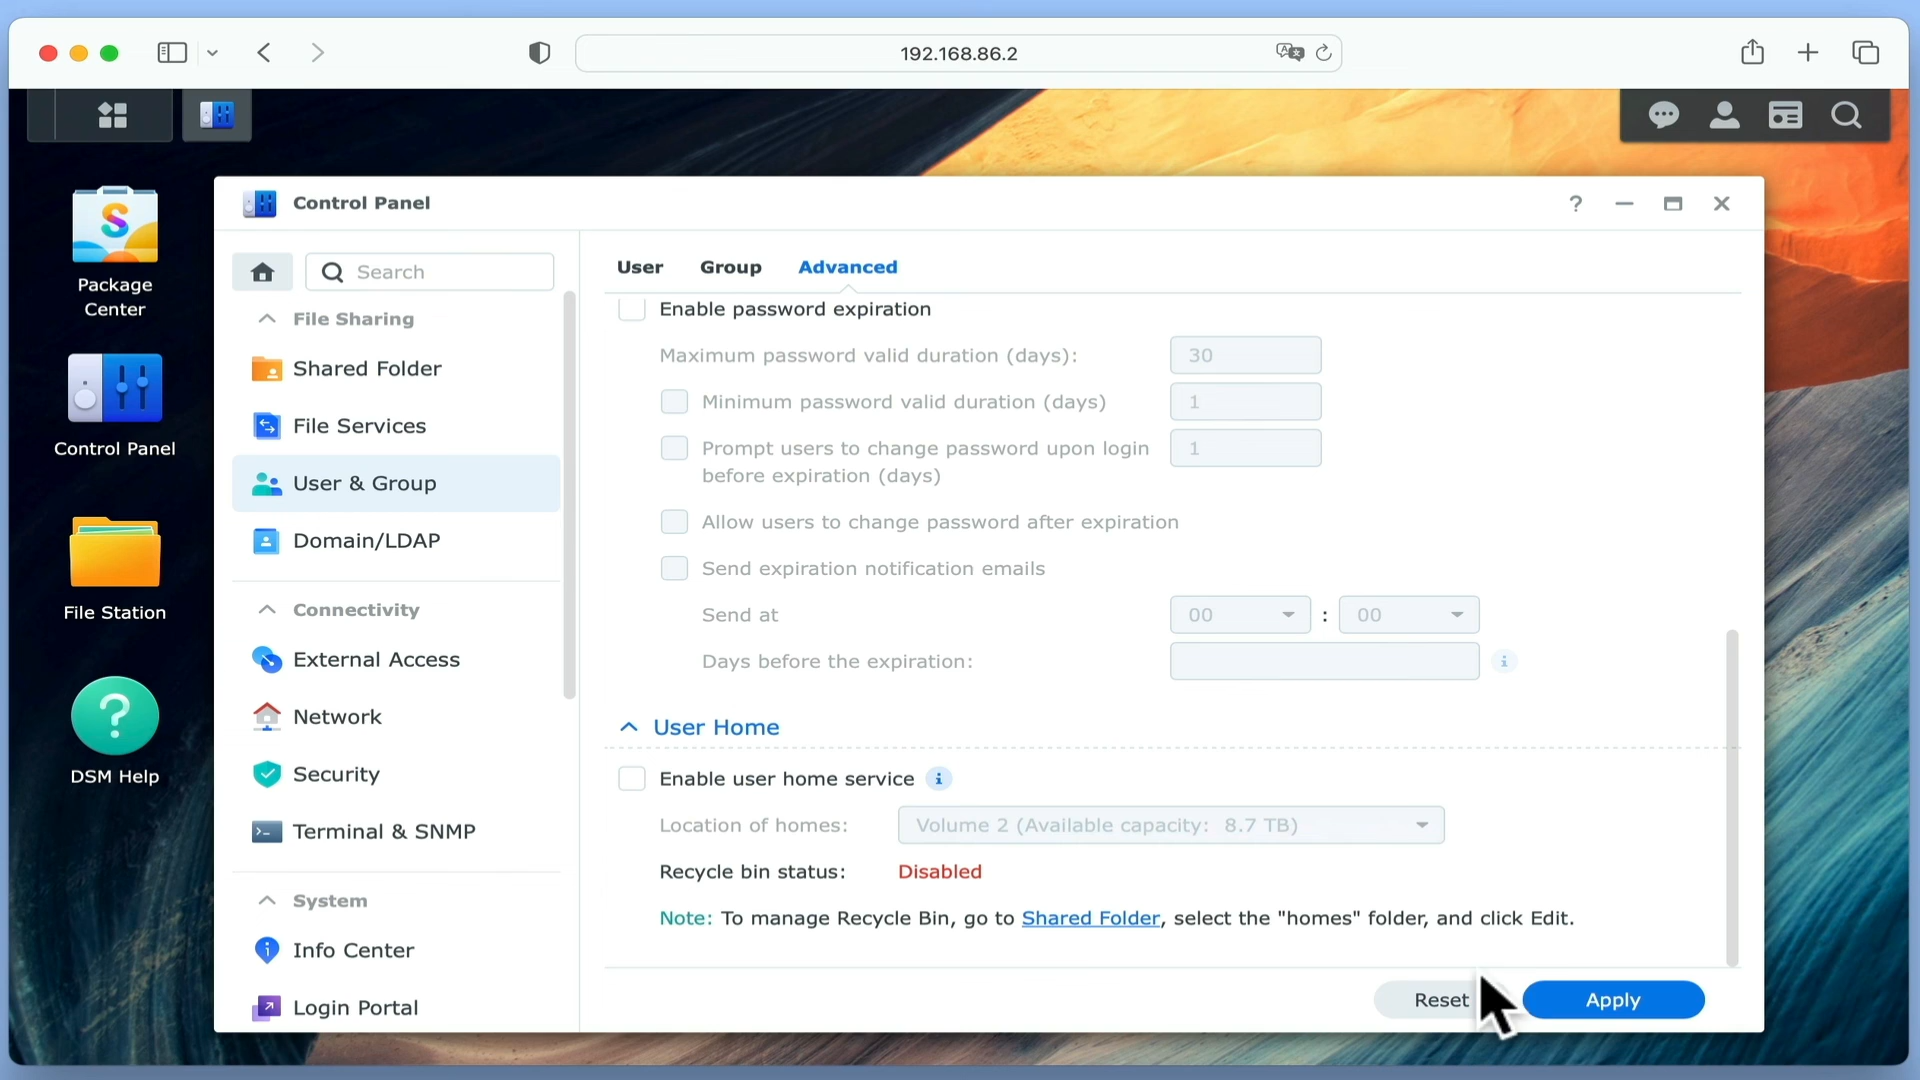 192.168.86.2
Package
Center
Control Panel
File Station
DSM Help
Control Panel
Search
File Sharing
Shared Folder
File Services
User & Group
Domain/LDAP
Connectivity
External Access
Network
Security
Terminal & SNMP
System
Info Center
Login Portal
User Group Advanced
Enable password expiration
Maximum password valid duration (days): 30
Minimum password valid duration (days) 1
Prompt users to change password upon login 1
before expiration (days)
Allow users to change password after expiration
Send expiration notification emails
Send at 00 : 00
Days before the expiration:
User Home
Enable user home service
Location of homes: Volume 2 (Available capacity: 8.7 TB)
Recycle bin status: Disabled
Note: To manage Recycle Bin, go to Shared Folder, select the "homes" folder, and click Edit.
Reset Apply